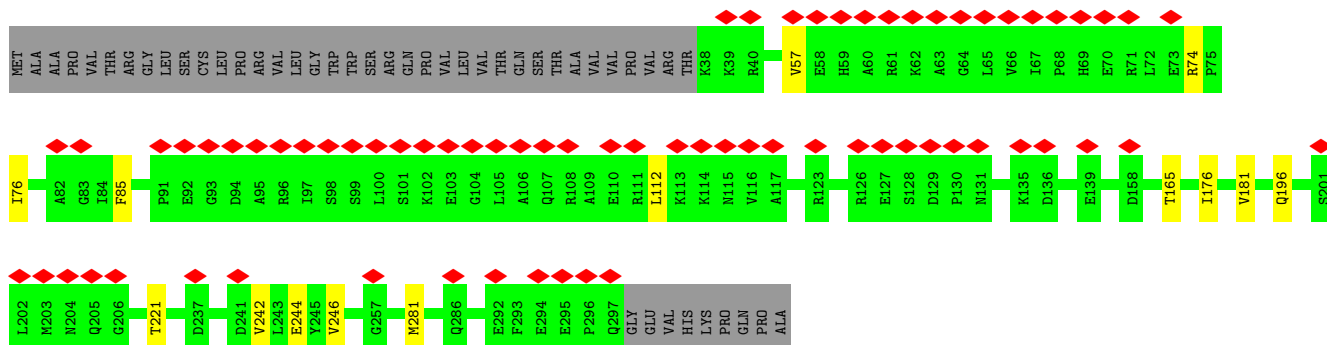 MET ALA ALA PRO VAL THR ARG GLY LEU SER CYS LEU PRO ARG VAL LEU GLY TRP TRP SER ARG GLN PRO VAL LEU VAL THR GLN SER THR ALA VAL VAL PRO VAL ARG THR K38 K39 R40 V57 E58 H59 A60 R61 K62 A63 G64 L65 V66 I67 P68 H69 E70 R71 L72 E73 R74 P75
I76 A82 G83 I84 F85 P91 E92 G93 D94 A95 R96 I97 S98 S99 L100 S101 K102 E103 G104 L105 A106 Q107 R108 A109 E110 R111 L112 K113 K114 N115 V116 A117 R123 R126 E127 S128 D129 P130 N131 K135 D136 E139 D158 T165 I176 V181 Q196 S201
L202 M203 N204 Q205 G206 T221 D237 D241 V242 L243 E244 Y245 V246 G257 M281 Q286 E292 F293 E294 E295 P296 Q297 GLY GLU VAL HIS LYS PRO GLN PRO ALA